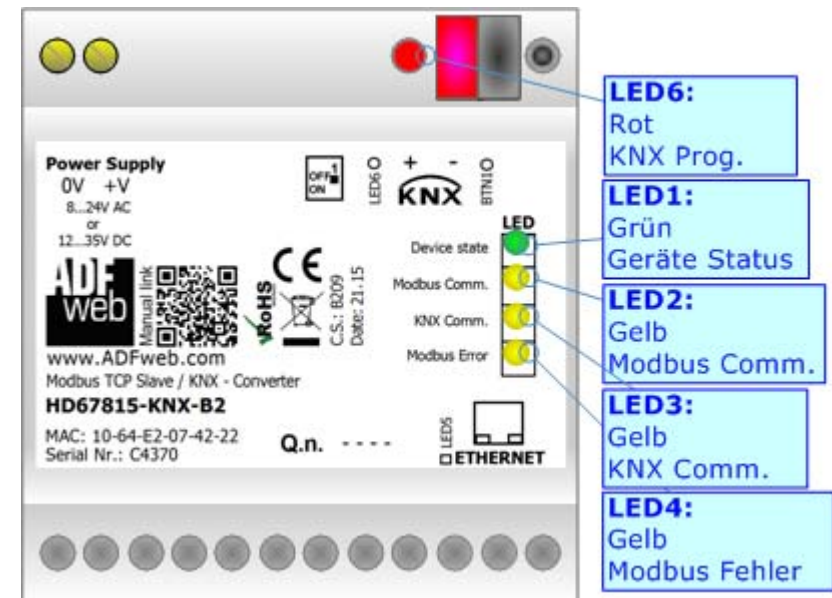 Power Supply
0V +V
8...24V AC
or
12...35V DC
OFF 1
ON
LED6
+ -
KNX
BTN1
LED
Device state
Modbus Comm.
KNX Comm.
Modbus Error
ADF
web
Manual link
RoHS
CE
C.S.: B209
Date: 21.15
www.ADFweb.com
Modbus TCP Slave / KNX - Converter
HD67815-KNX-B2
MAC: 10-64-E2-07-42-22
Serial Nr.: C4370
Q.n. - - - -
LED5
ETHERNET
LED6:
Rot
KNX Prog.
LED1:
Grün
Geräte Status
LED2:
Gelb
Modbus Comm.
LED3:
Gelb
KNX Comm.
LED4:
Gelb
Modbus Fehler